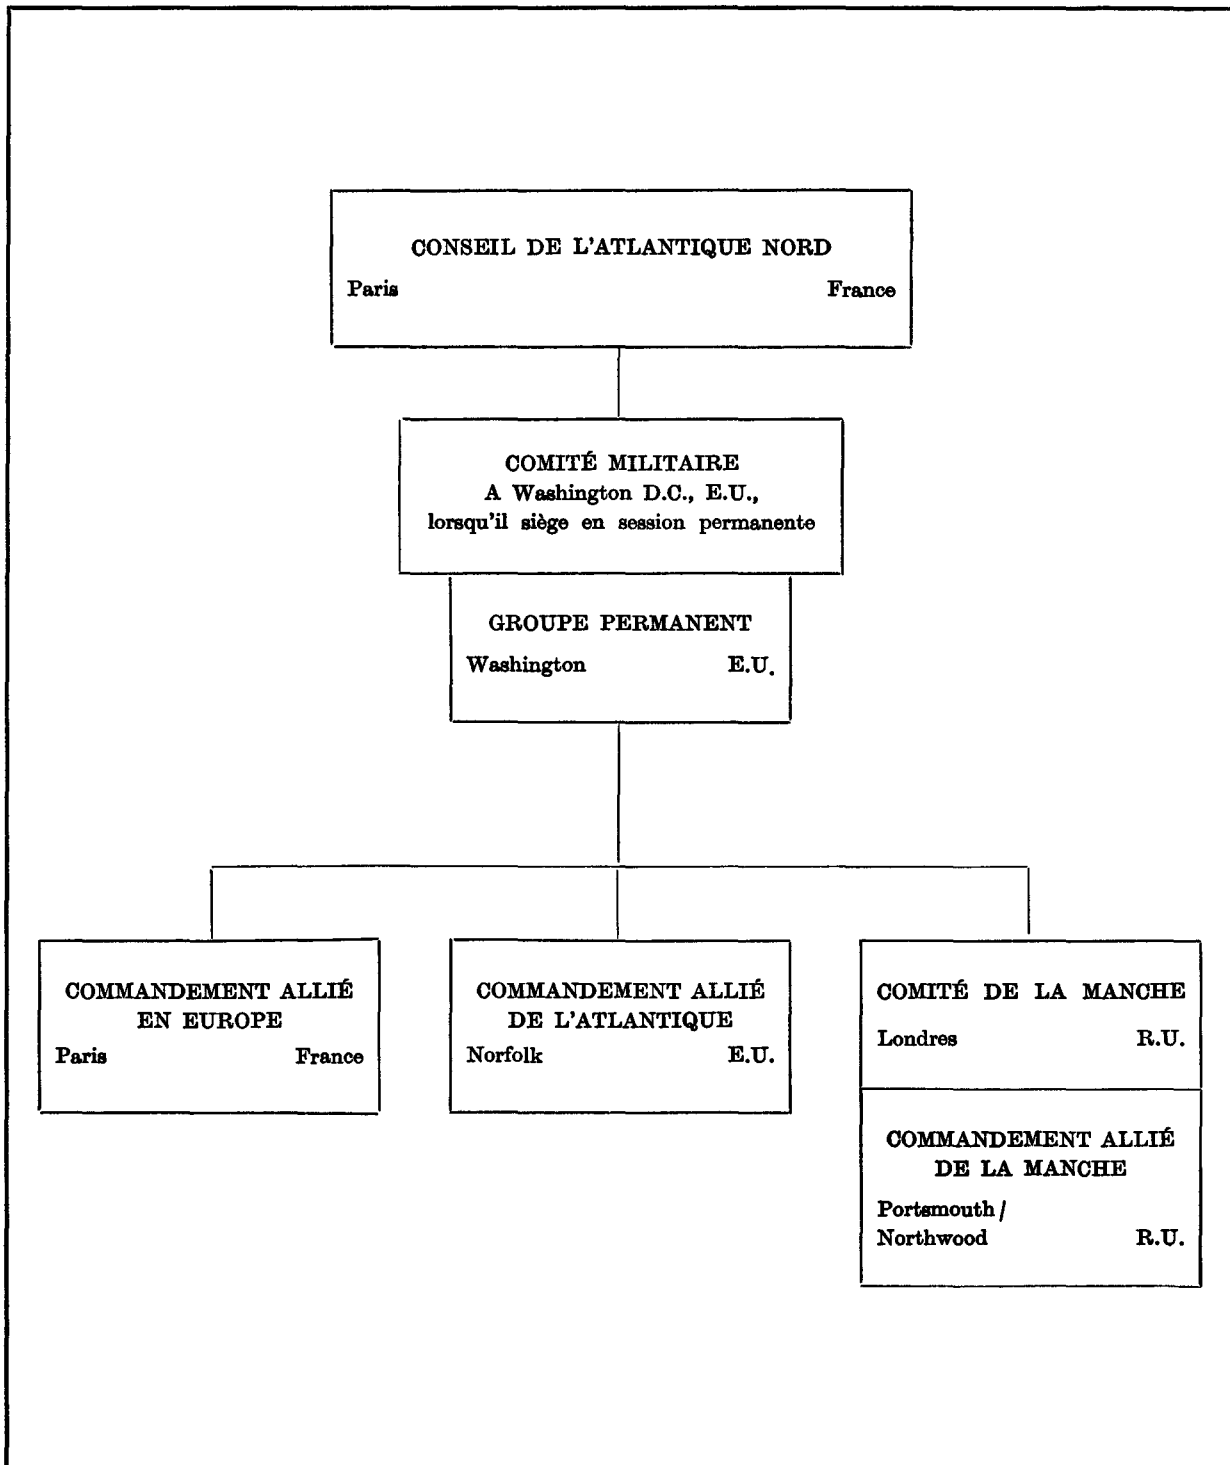 CONSEIL DE L'ATLANTIQUE NORD
Paris France
COMITÉ MILITAIRE
A Washington D.C., E.U.,
lorsqu'il siège en session permanente
GROUPE PERMANENT
Washington E.U.
COMMANDEMENT ALLIÉ
EN EUROPE
Paris France
COMMANDEMENT ALLIÉ
DE L'ATLANTIQUE
Norfolk E.U.
COMITÉ DE LA MANCHE
Londres R.U.
COMMANDEMENT ALLIÉ
DE LA MANCHE
Portsmouth /
Northwood R.U.